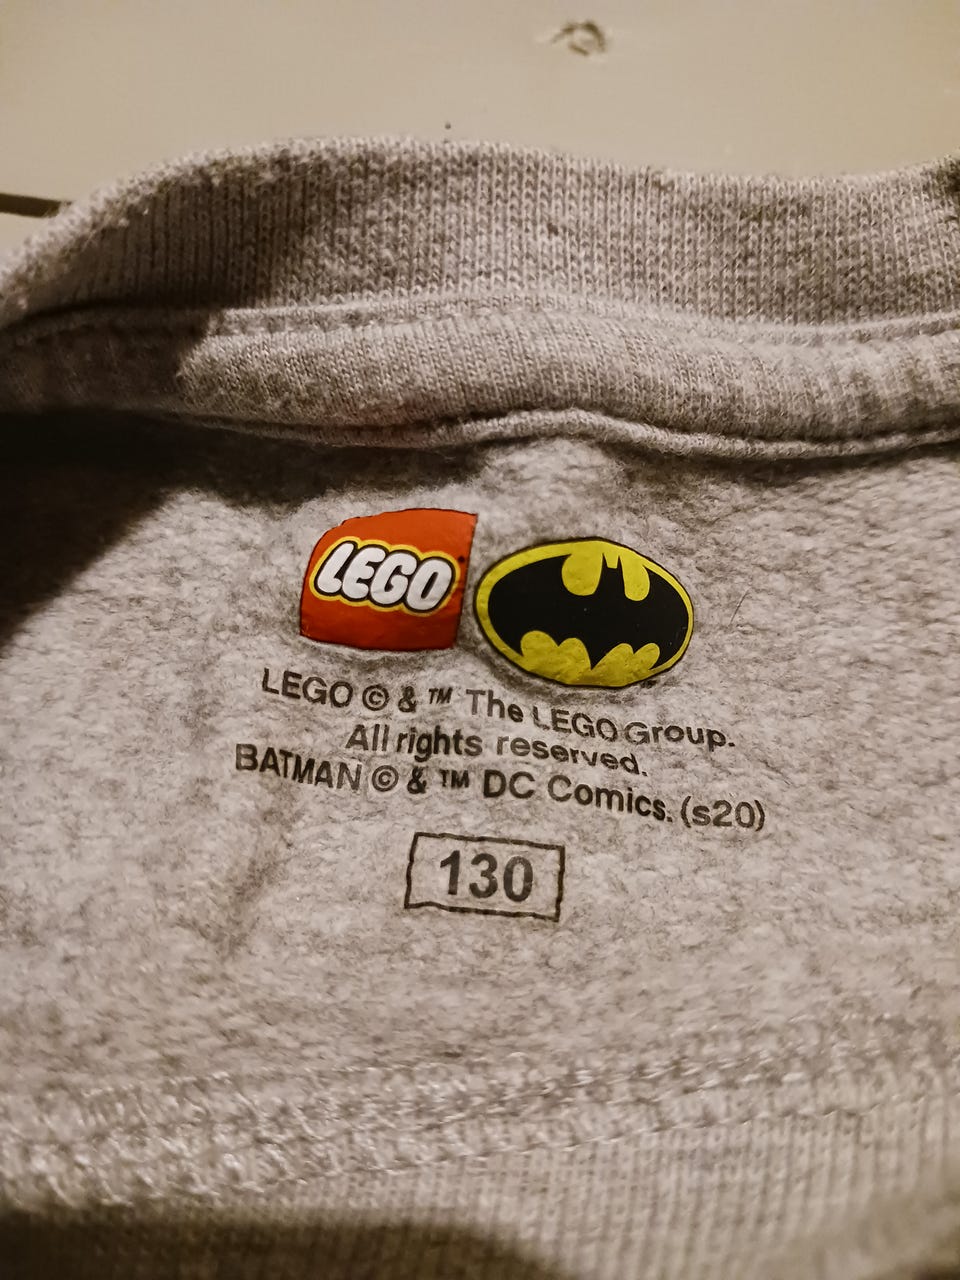 LEGO
LEGO © & ™ The LEGO Group.
All rights reserved.
BATMAN © & ™ DC Comics. (s20)
130